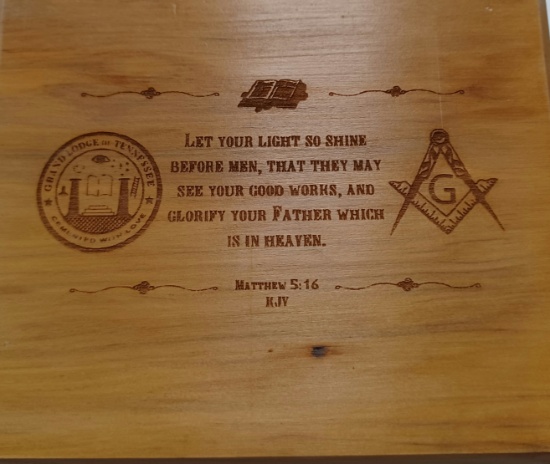 GRAND LODGE OF TENNESSEE
CEMENTED WITH LOVE
LET YOUR LIGHT SO SHINE
BEFORE MEN, THAT THEY MAY
SEE YOUR GOOD WORKS, AND
GLORIFY YOUR FATHER WHICH
IS IN HEAVEN.
G
MATTHEW 5:16
KJV